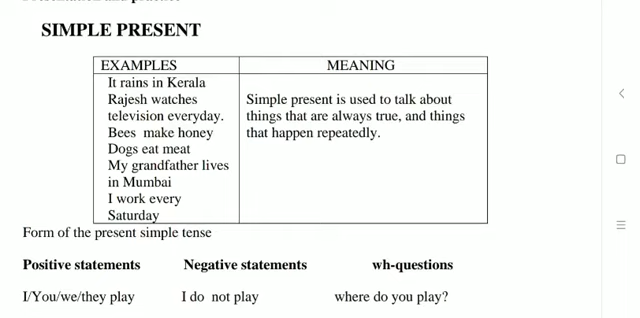 SIMPLE PRESENT
EXAMPLES MEANING
It rains in Kerala
Rajesh watches Simple present is used to talk about
television everyday. things that are always true, and things
Bees make honey that happen repeatedly.
Dogs eat meat
My grandfather lives
in Mumbai
I work every
Saturday
Form of the present simple tense
Positive statements Negative statements wh-questions
I/You/we/they play I do not play where do you play?